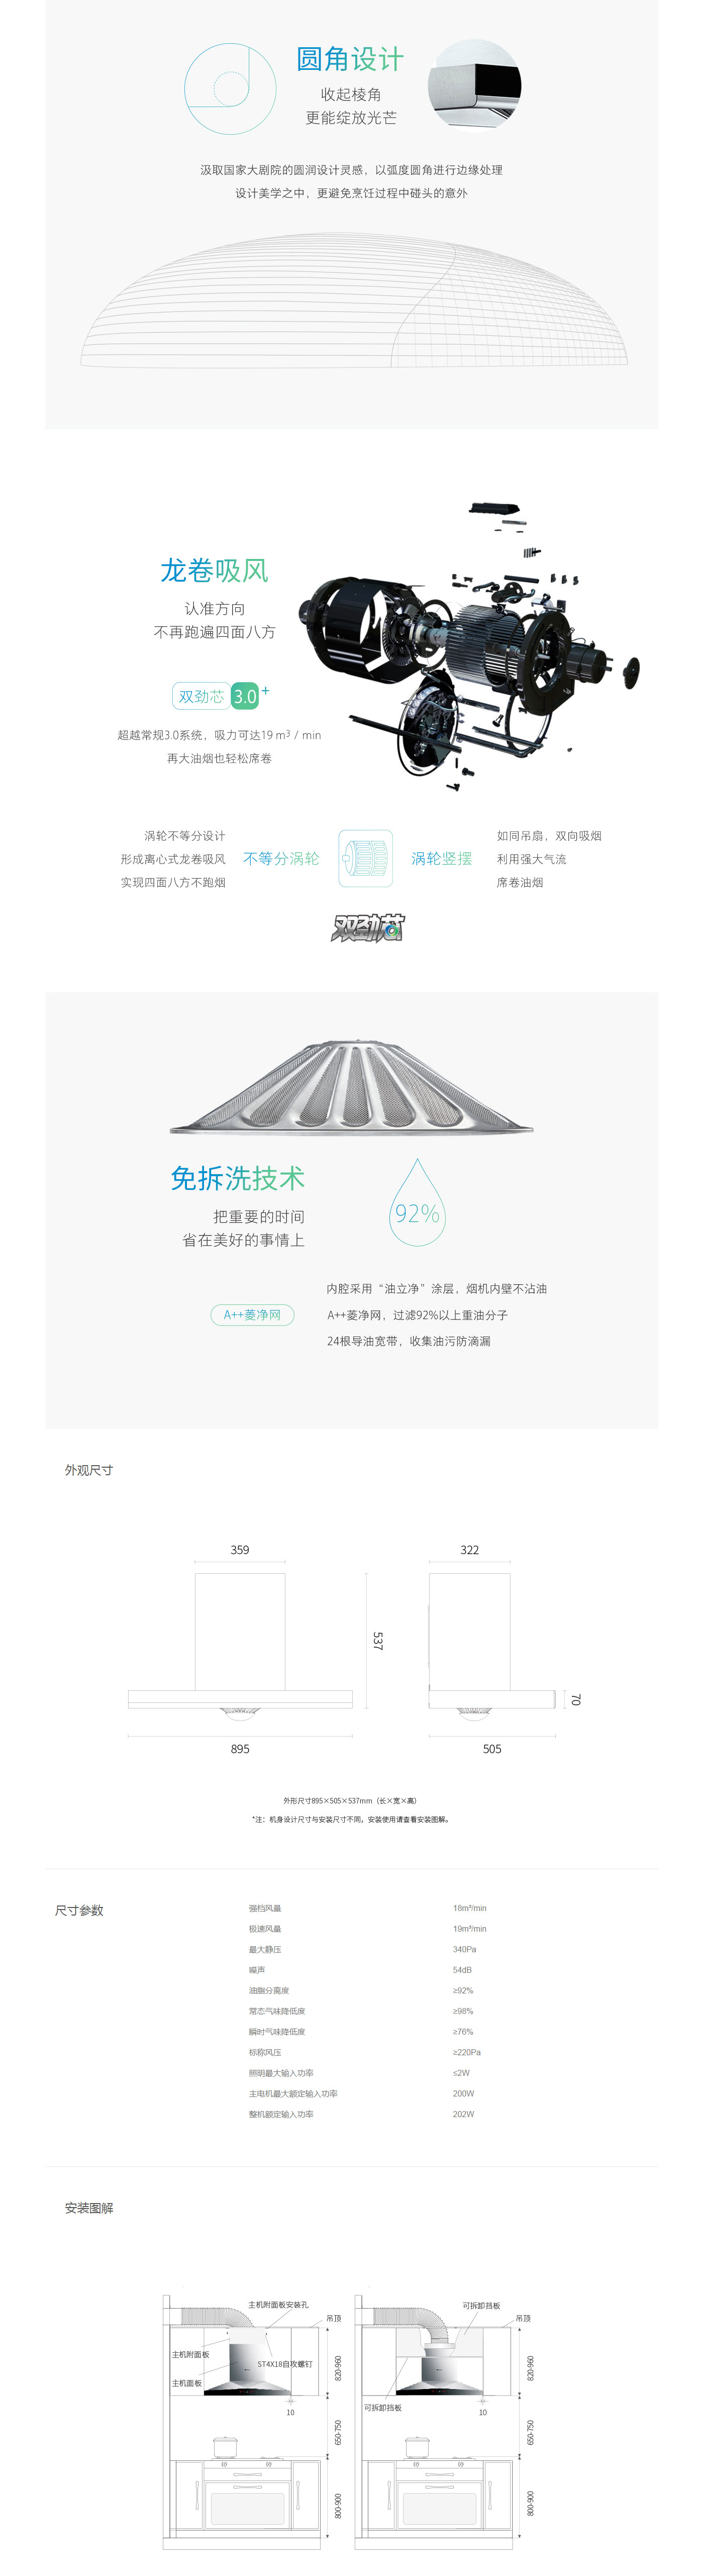 圆角设计
收起棱角
更能绽放光芒
汲取国家大剧院的圆润设计灵感，以弧度圆角进行边缘处理
设计美学之中，更避免烹饪过程中碰头的意外
龙卷吸风
认准方向
不再跑遍四面八方
双劲芯 3.0+
超越常规3.0系统，吸力可达19 m³ / min
再大油烟也轻松席卷
涡轮不等分设计
形成离心式龙卷吸风
实现四面八方不跑烟
不等分涡轮
涡轮竖摆
如同吊扇，双向吸烟
利用强大气流
席卷油烟
双劲芯
免拆洗技术
把重要的时间
省在美好的事情上
92%
A++菱净网
内腔采用“油立净”涂层，烟机内壁不沾油
A++菱净网，过滤92%以上重油分子
24根导油宽带，收集油污防滴漏
外观尺寸
359
322
537
70
895
505
外形尺寸895×505×537mm（长×宽×高）
*注：机身设计尺寸与安装尺寸不同，安装使用请查看安装图解。
尺寸参数
强档风量 18m³/min
极速风量 19m³/min
最大静压 340Pa
噪声 54dB
油脂分离度 ≥92%
常态气味降低度 ≥98%
瞬时气味降低度 ≥76%
标称风压 ≥220Pa
照明最大输入功率 ≤2W
主电机最大额定输入功率 200W
整机额定输入功率 202W
安装图解
主机附面板安装孔
吊顶
主机附面板
ST4X18自攻螺钉
主机面板
820-960
10
650-750
800-900
可拆卸挡板
吊顶
820-960
可拆卸挡板
10
650-750
800-900